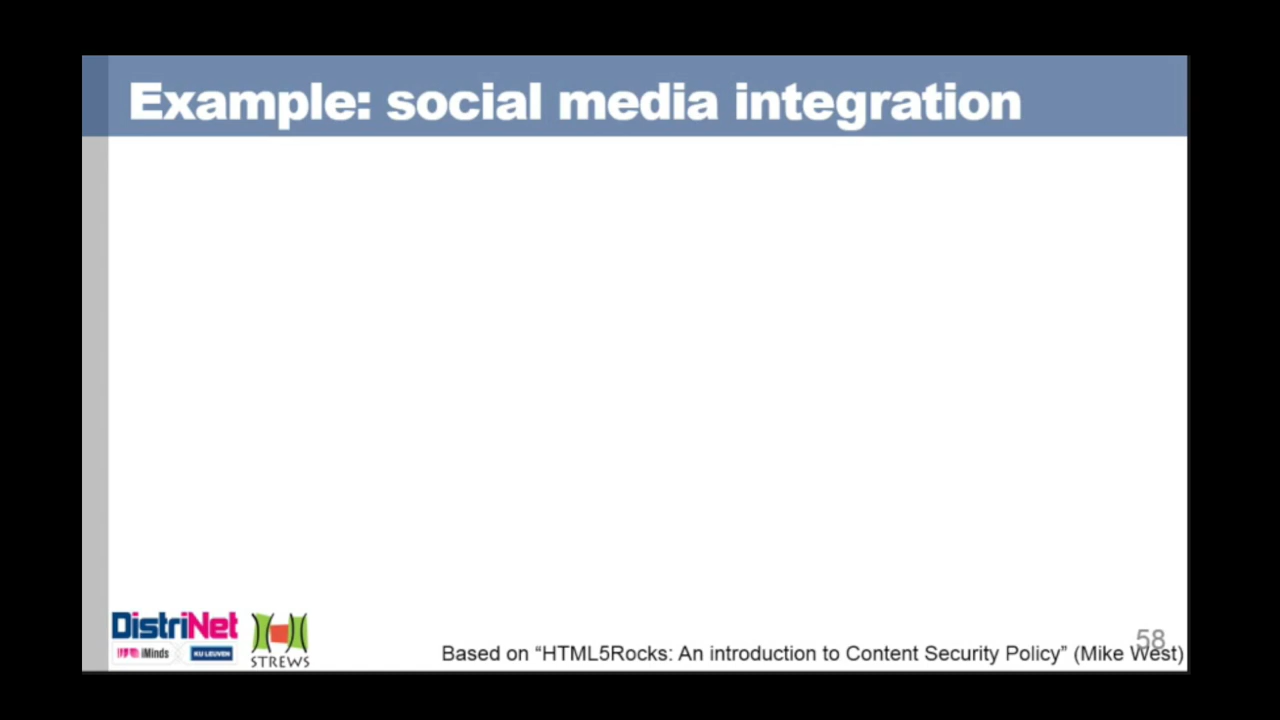 Example: social media integration
DistriNet
iMinds
KU LEUVEN
STREWS
58
Based on “HTML5Rocks: An introduction to Content Security Policy” (Mike West)